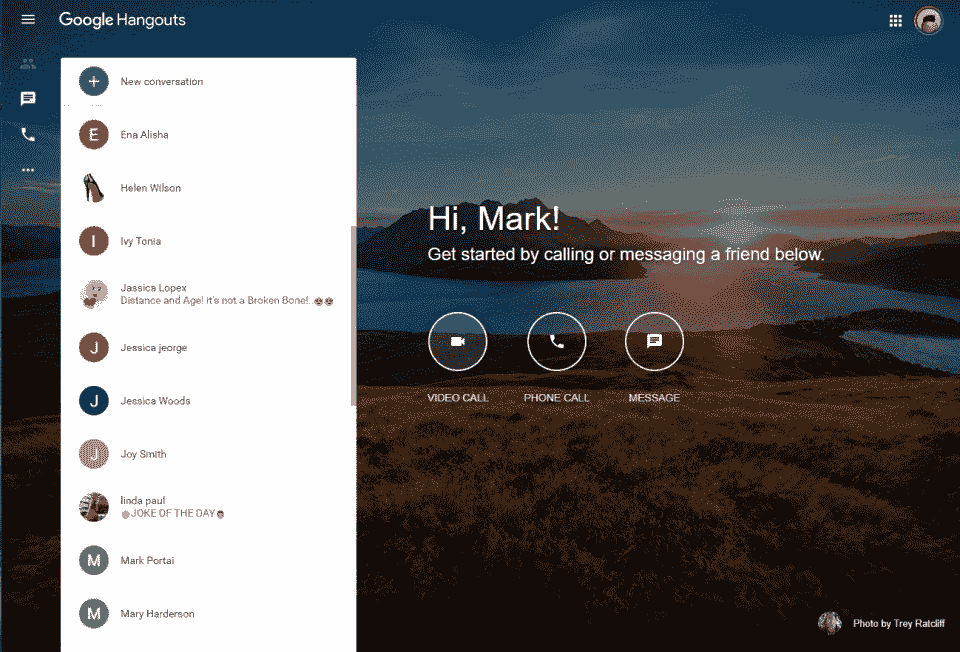 Google Hangouts
New conversation
E
Ena Alisha
Helen Wilson
I
Ivy Tonia
Jassica Lopex
Distance and Age! it's not a Broken Bone!..
J
Jessica jeorge
J
Jessica Woods
J
Joy Smith
linda paul
JOKE OF THE DAY
M
Mark Portai
M
Mary Harderson
Hi, Mark!
Get started by calling or messaging a friend below.
VIDEO CALL
PHONE CALL
MESSAGE
Photo by Trey Ratcliff